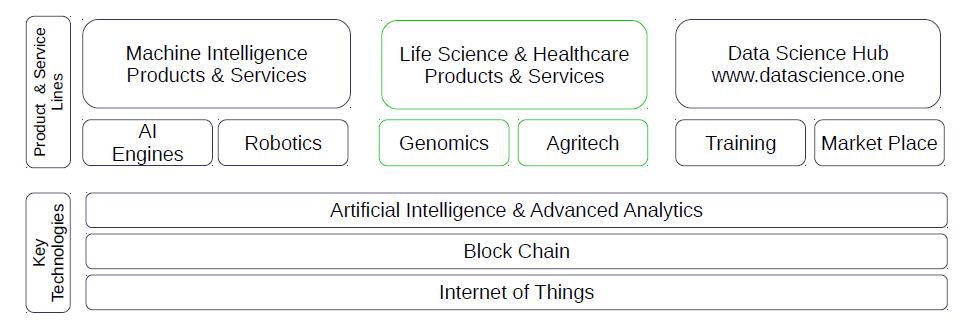 Product & Service
Lines
Machine Intelligence
Products & Services
Life Science & Healthcare
Products & Services
Data Science Hub
www.datascience.one
AI
Engines
Robotics
Genomics
Agritech
Training
Market Place
Key
Technologies
Artificial Intelligence & Advanced Analytics
Block Chain
Internet of Things